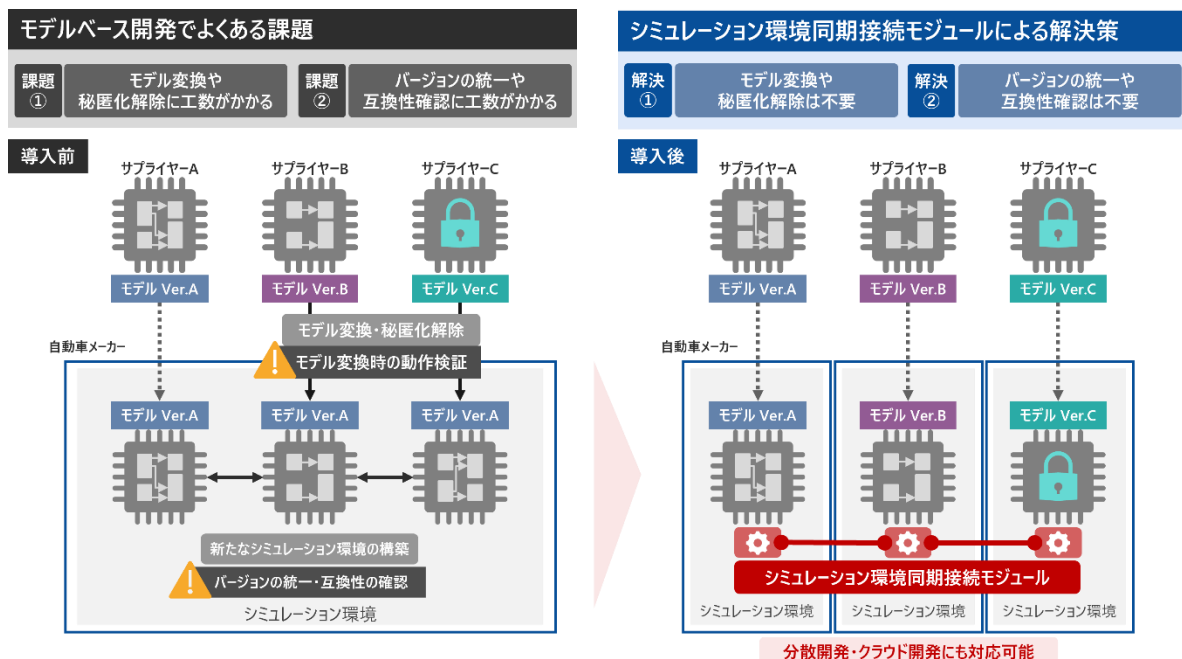 モデルベース開発でよくある課題
課題
①
モデル変換や
秘匿化解除に工数がかかる
課題
②
バージョンの統一や
互換性確認に工数がかかる
導入前
サプライヤーA
サプライヤーB
サプライヤーC
モデル Ver.A
モデル Ver.B
モデル Ver.C
モデル変換・秘匿化解除
モデル変換時の動作検証
自動車メーカー
モデル Ver.A
モデル Ver.A
モデル Ver.A
新たなシミュレーション環境の構築
バージョンの統一・互換性の確認
シミュレーション環境
シミュレーション環境同期接続モジュールによる解決策
解決
①
モデル変換や
秘匿化解除は不要
解決
②
バージョンの統一や
互換性確認は不要
導入後
サプライヤーA
サプライヤーB
サプライヤーC
モデル Ver.A
モデル Ver.B
モデル Ver.C
自動車メーカー
モデル Ver.A
モデル Ver.B
モデル Ver.C
シミュレーション環境同期接続モジュール
シミュレーション環境
シミュレーション環境
シミュレーション環境
分散開発・クラウド開発にも対応可能